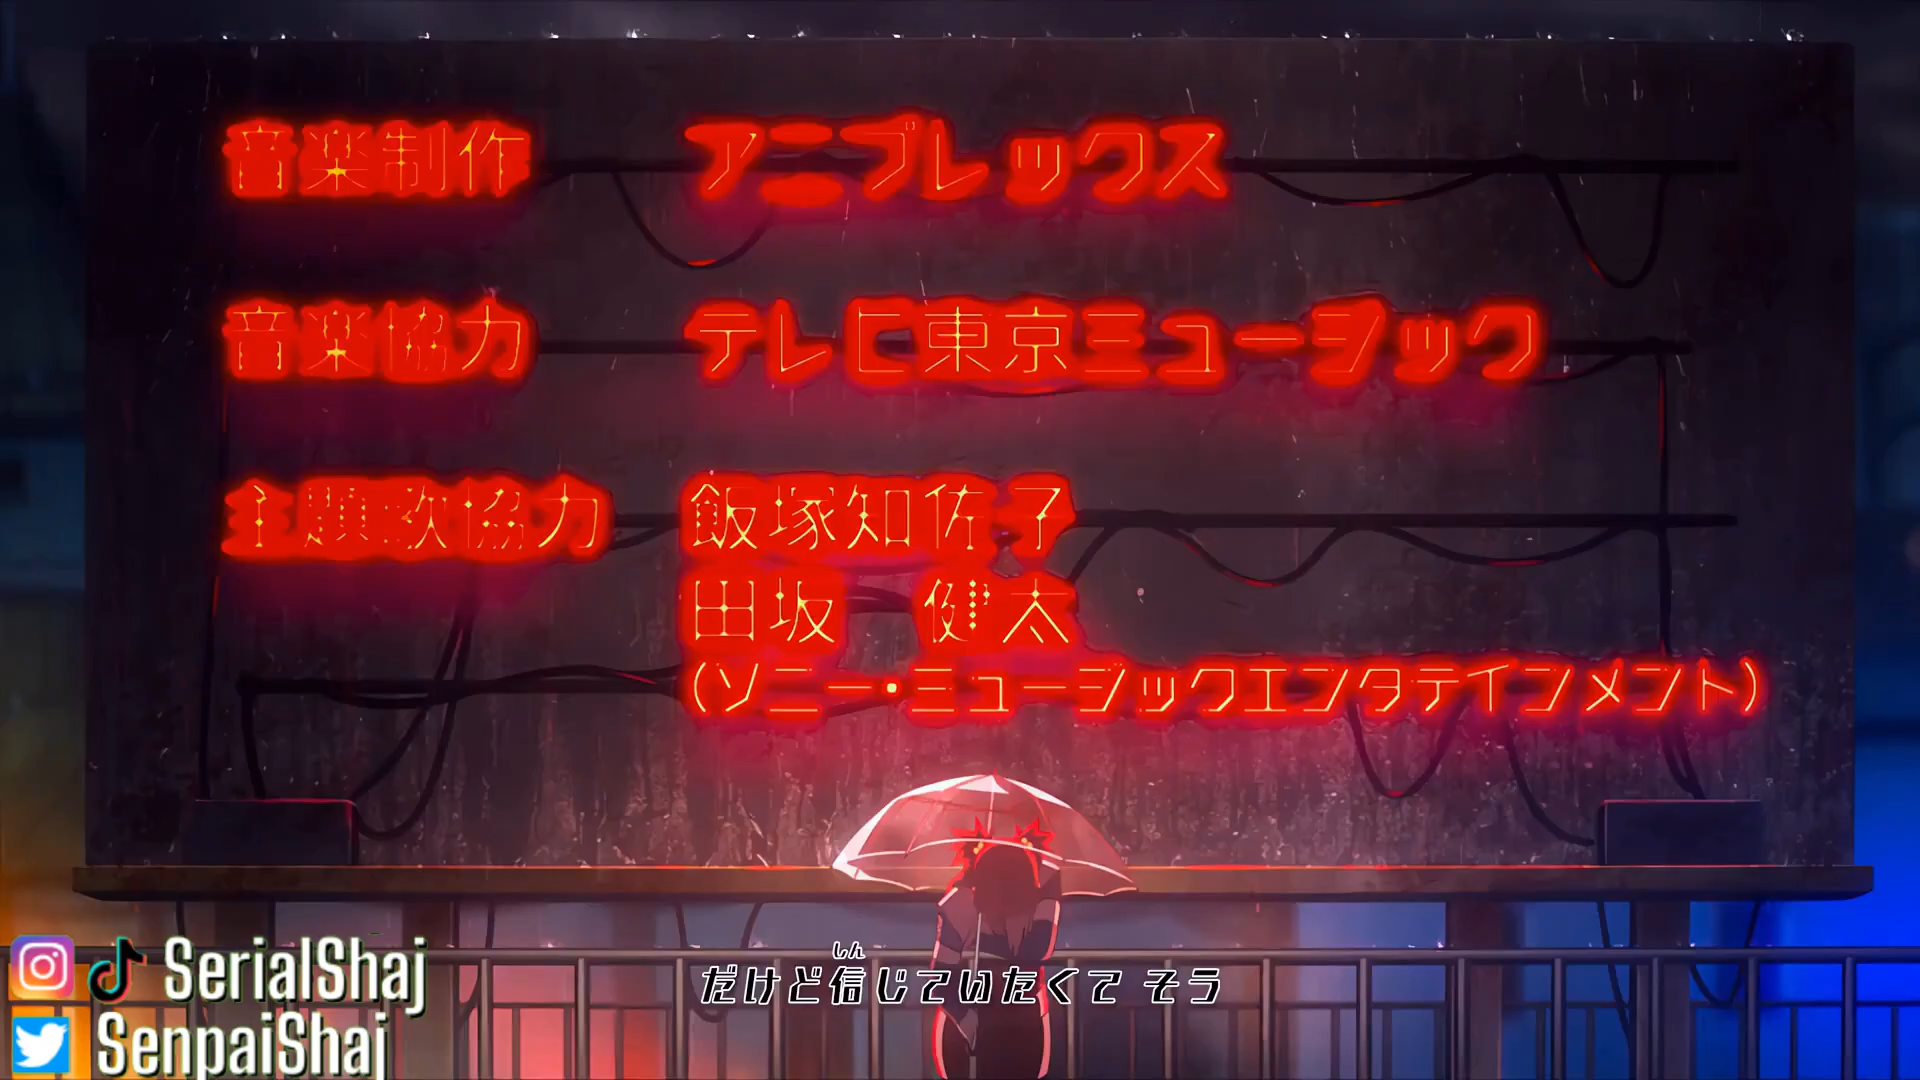 音楽制作 アニプレックス
音楽協力 テレビ東京ミュージック
主題歌協力 飯塚知佐子
田坂 健太
(ソニー・ミュージックエンタテインメント)
しん
だけど信じていたくて そう
SerialShaj
SenpaiShaj